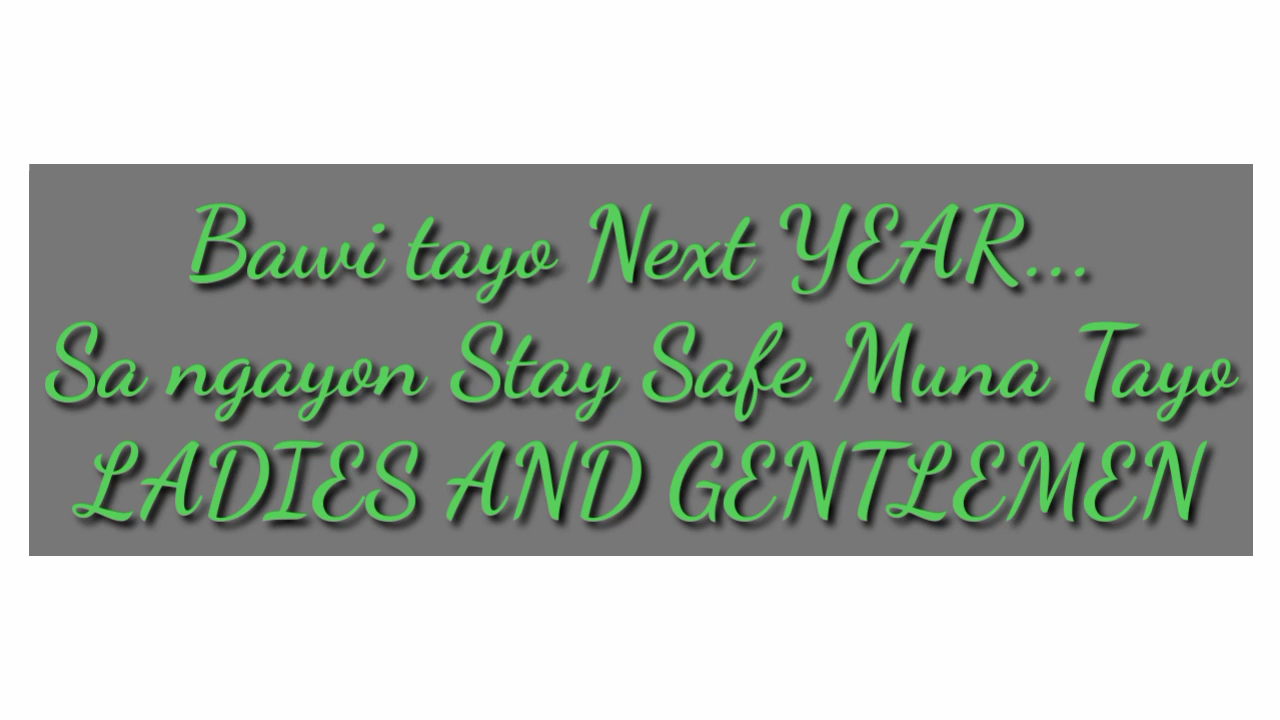 Bawi tayo Next YEAR...
Sa ngayon Stay Safe Muna Tayo
LADIES AND GENTLEMEN